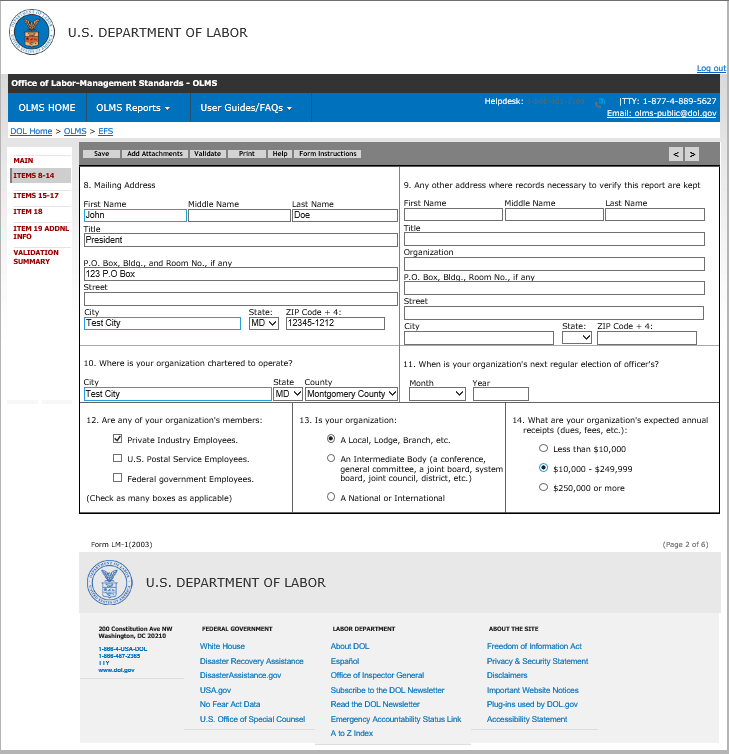 U.S. DEPARTMENT OF LABOR
Log out
Office of Labor-Management Standards - OLMS
OLMS HOME OLMS Reports User Guides/FAQs
Helpdesk: |TTY: 1-877-4-889-5627
Email: olms-public@dol.gov
DOL Home > OLMS > EFS
MAIN
ITEMS 8-14
ITEMS 15-17
ITEM 18
ITEM 19 ADDNL
INFO
VALIDATION
SUMMARY
Save Add Attachments Validate Print Help Form Instructions < >
8. Mailing Address
First Name Middle Name Last Name
John Doe
Title
President
P.O. Box, Bldg., and Room No., if any
123 P.O Box
Street
City State: ZIP Code + 4:
Test City MD 12345-1212
9. Any other address where records necessary to verify this report are kept
First Name Middle Name Last Name
Title
Organization
P.O. Box, Bldg., Room No., if any
Street
City State: ZIP Code + 4:
10. Where is your organization chartered to operate?
City State County
Test City MD Montgomery County
11. When is your organization's next regular election of officer's?
Month Year
12. Are any of your organization's members:
Private Industry Employees.
U.S. Postal Service Employees.
Federal government Employees.
(Check as many boxes as applicable)
13. Is your organization:
A Local, Lodge, Branch, etc.
An Intermediate Body (a conference,
general committee, a joint board, system
board, joint council, district, etc.)
A National or International
14. What are your organization's expected annual
receipts (dues, fees, etc.):
Less than $10,000
$10,000 - $249,999
$250,000 or more
Form LM-1(2003) (Page 2 of 6)
U.S. DEPARTMENT OF LABOR
200 Constitution Ave NW
Washington, DC 20210
1-866-4-USA-DOL
1-866-487-2365
TTY
www.dol.gov
FEDERAL GOVERNMENT
White House
Disaster Recovery Assistance
DisasterAssistance.gov
USA.gov
No Fear Act Data
U.S. Office of Special Counsel
LABOR DEPARTMENT
About DOL
Español
Office of Inspector General
Subscribe to the DOL Newsletter
Read the DOL Newsletter
Emergency Accountability Status Link
A to Z Index
ABOUT THE SITE
Freedom of Information Act
Privacy & Security Statement
Disclaimers
Important Website Notices
Plug-ins used by DOL.gov
Accessibility Statement